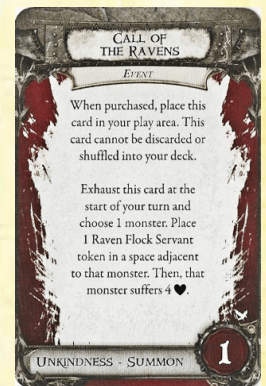 CALL OF
THE RAVENS
EVENT
When purchased, place this
card in your play area. This
card cannot be discarded or
shuffled into your deck.
Exhaust this card at the
start of your turn and
choose 1 monster. Place
1 Raven Flock Servant
token in a space adjacent
to that monster. Then, that
monster suffers 4 ♥.
UNKINDNESS - SUMMON
1